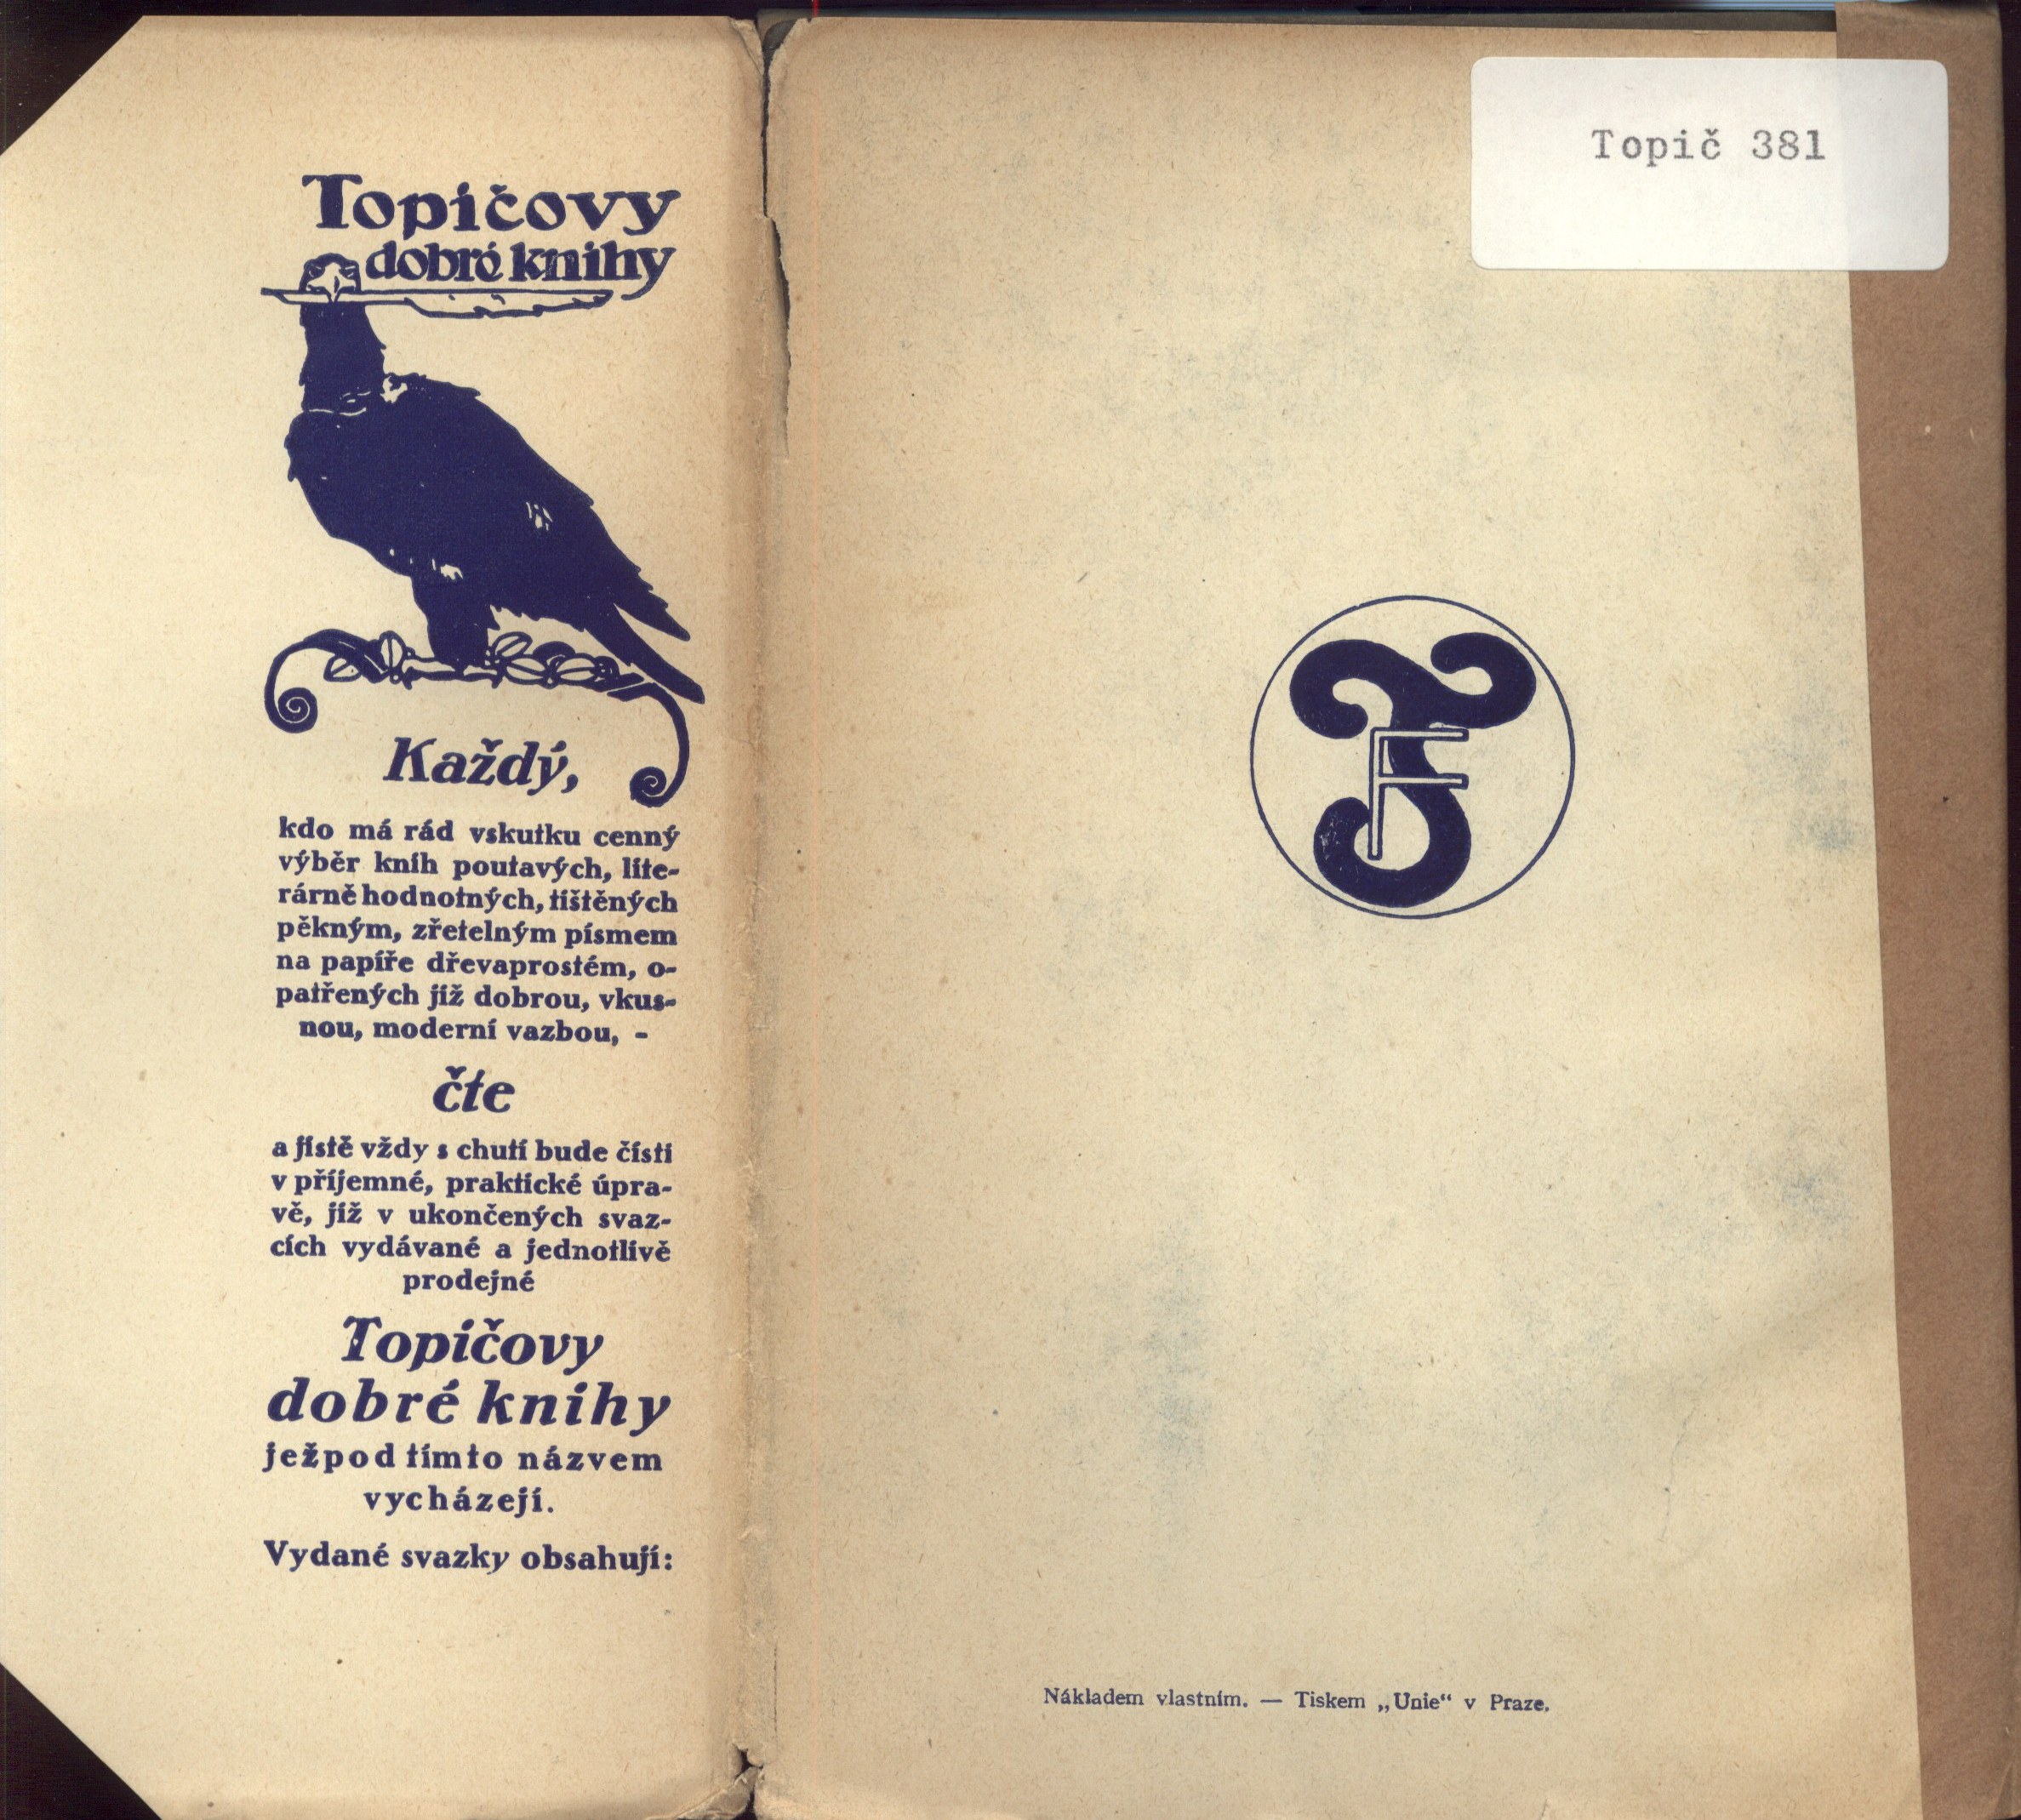 Topičovy
dobré knihy
Každý,
kdo má rád vskutku cenný
výběr knih poutavých, lite-
rárně hodnotných, tištěných
pěkným, zřetelným písmem
na papíře dřevaprostém, o-
patřených již dobrou, vkus-
nou, moderní vazbou, -
čte
a jistě vždy s chutí bude čísti
v příjemné, praktické úpra-
vě, již v ukončených svaz-
cích vydávané a jednotlivě
prodejné
Topičovy
dobré knihy
jež pod tímto názvem
vycházejí.
Vydané svazky obsahují:
Topič 381
TF
Nákladem vlastním. — Tiskem „Unie“ v Praze.